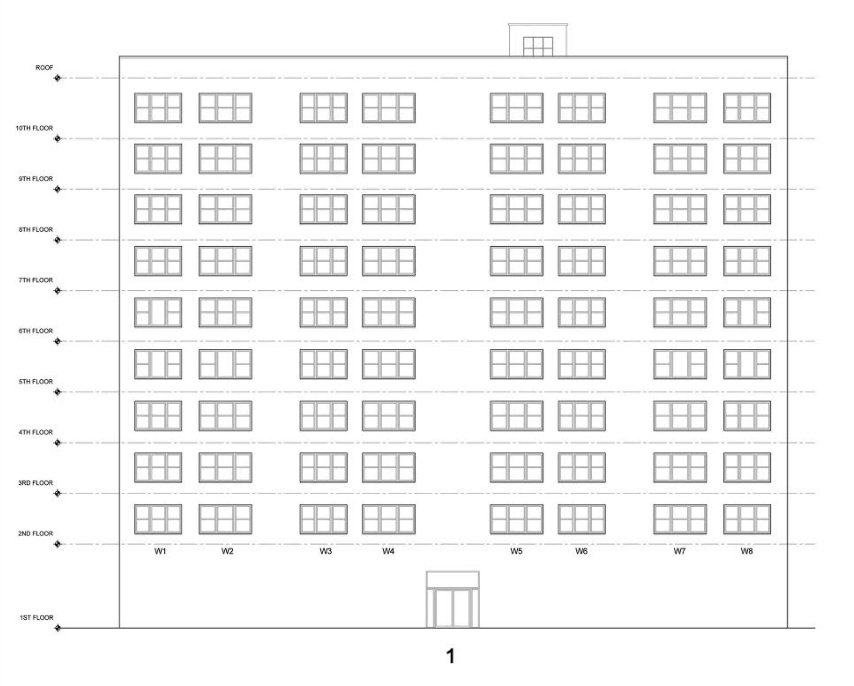 ROOF
10TH FLOOR
9TH FLOOR
8TH FLOOR
7TH FLOOR
6TH FLOOR
5TH FLOOR
4TH FLOOR
3RD FLOOR
2ND FLOOR
W1 W2 W3 W4 W5 W6 W7 W8
1ST FLOOR
1